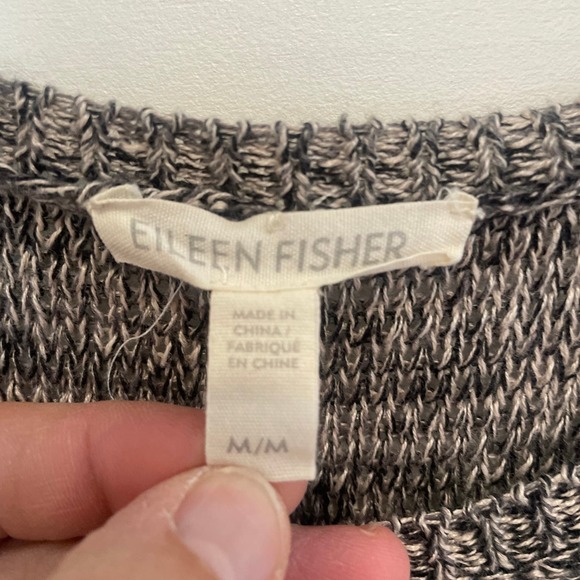 EILEEN FISHER
MADE IN
CHINA/
FABRIQUÉ
EN CHINE
M/M